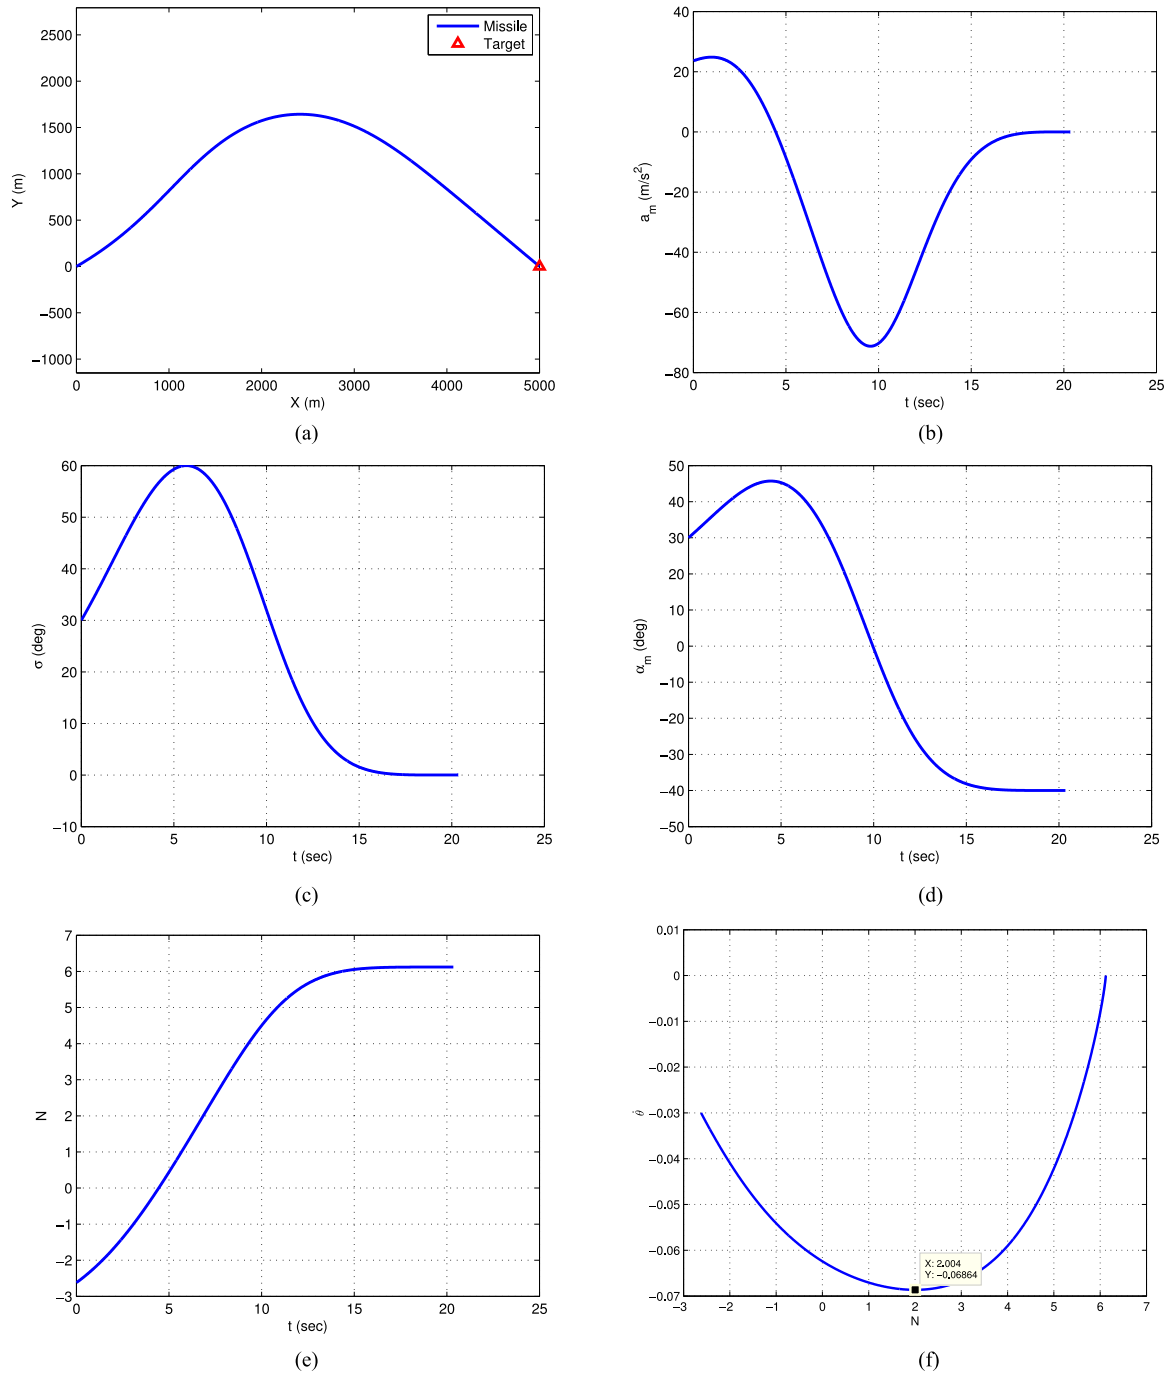 2500
2000
1500
1000
500
0
−500
−1000
Y (m)
Missile
Target
0 1000 2000 3000 4000 5000
X (m)
(a)
40
20
0
−20
−40
−60
−80
a_m (m/s²)
0 5 10 15 20 25
t (sec)
(b)
60
50
40
30
20
10
0
−10
σ (deg)
0 5 10 15 20 25
t (sec)
(c)
50
40
30
20
10
0
−10
−20
−30
−40
−50
α_m (deg)
0 5 10 15 20 25
t (sec)
(d)
7
6
5
4
3
2
1
0
−1
−2
−3
N
0 5 10 15 20 25
t (sec)
(e)
0.01
0
−0.01
−0.02
−0.03
−0.04
−0.05
−0.06
−0.07
θ̇
X: 2.004
Y: −0.06864
−3 −2 −1 0 1 2 3 4 5 6 7
N
(f)